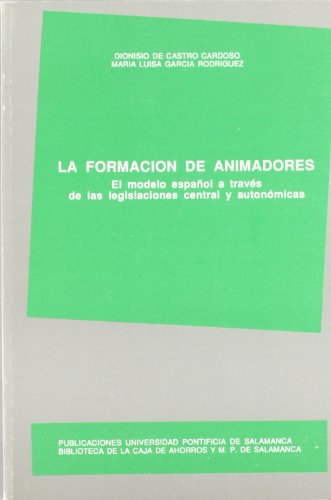 DIONISIO DE CASTRO CARDOSO
MARIA LUISA GARCIA RODRIGUEZ
LA FORMACION DE ANIMADORES
El modelo español a través
de las legislaciones central y autonómicas
PUBLICACIONES UNIVERSIDAD PONTIFICIA DE SALAMANCA
BIBLIOTECA DE LA CAJA DE AHORROS Y M. P. DE SALAMANCA